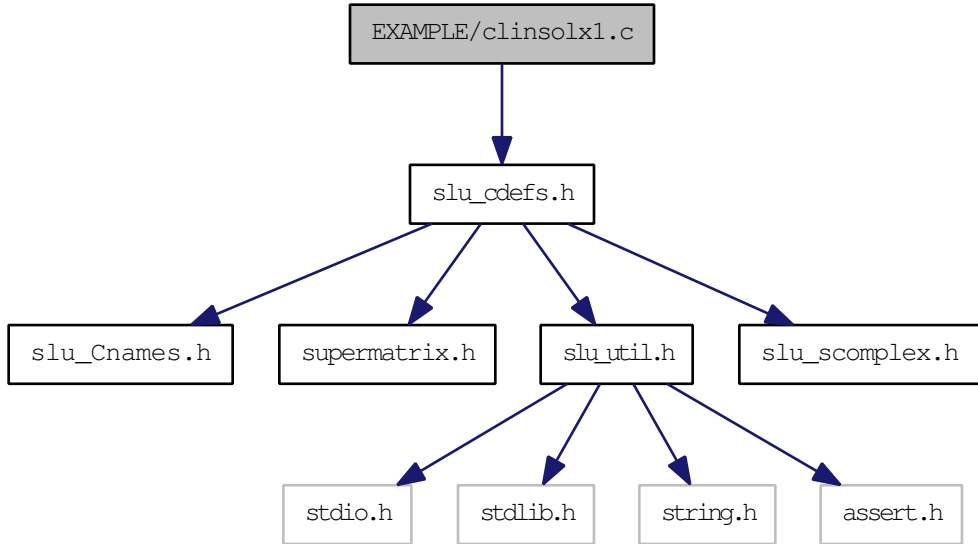 EXAMPLE/clinsolx1.c
slu_cdefs.h
slu_Cnames.h
supermatrix.h
slu_util.h
slu_scomplex.h
stdio.h
stdlib.h
string.h
assert.h